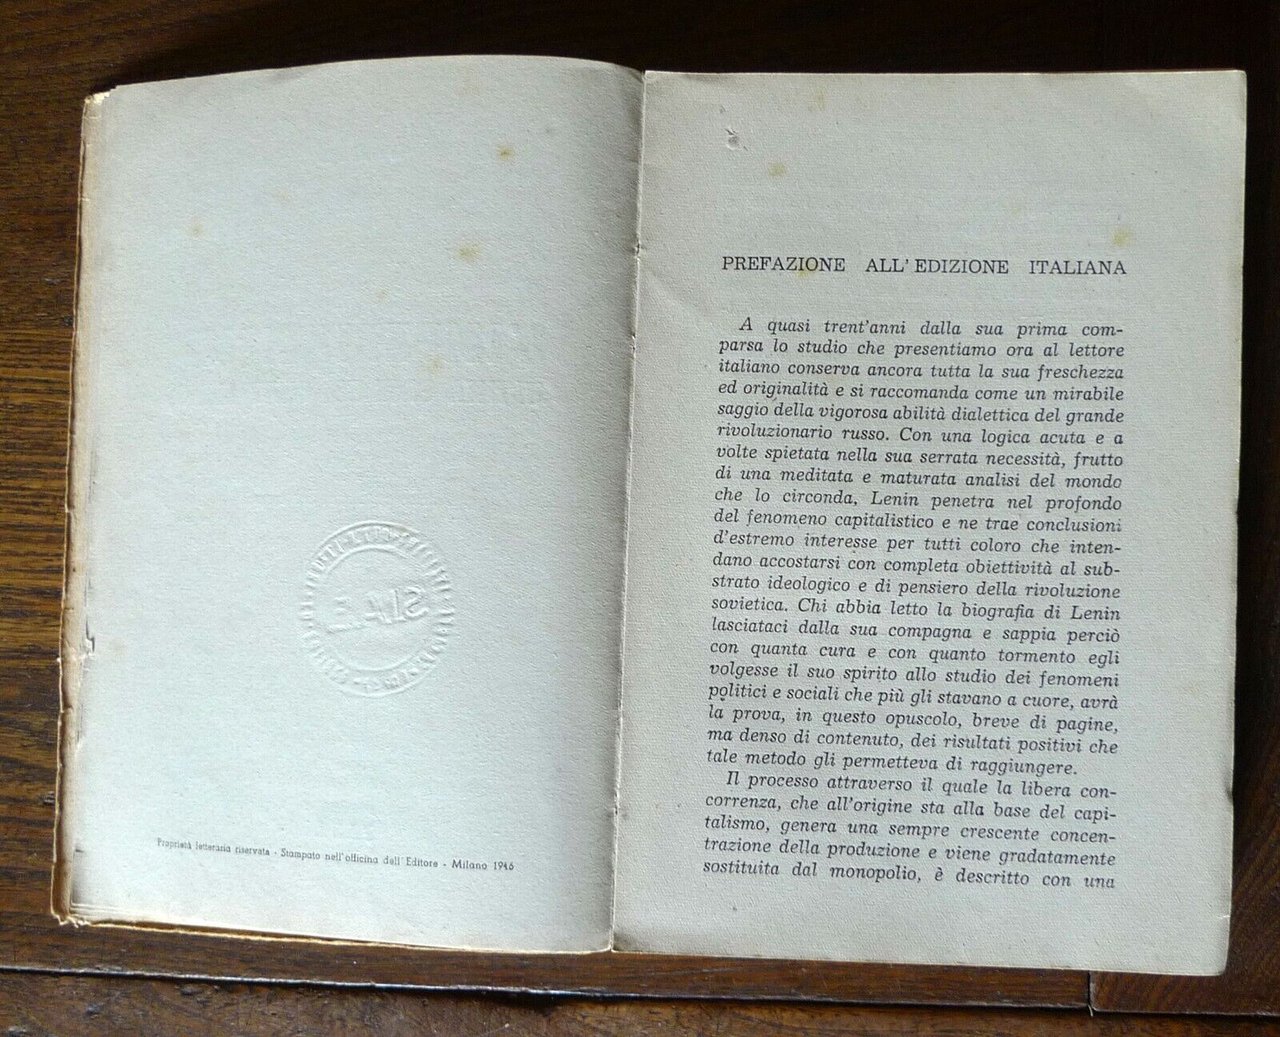 Proprietà letteraria riservata - Stampato nell'officina dell'Editore - Milano 1946
SIAE
PREFAZIONE ALL'EDIZIONE ITALIANA
A quasi trent'anni dalla sua prima com-
parsa lo studio che presentiamo ora al lettore
italiano conserva ancora tutta la sua freschezza
ed originalità e si raccomanda come un mirabile
saggio della vigorosa abilità dialettica del grande
rivoluzionario russo. Con una logica acuta e a
volte spietata nella sua serrata necessità, frutto
di una meditata e maturata analisi del mondo
che lo circonda, Lenin penetra nel profondo
del fenomeno capitalistico e ne trae conclusioni
d'estremo interesse per tutti coloro che inten-
dano accostarsi con completa obiettività al sub-
strato ideologico e di pensiero della rivoluzione
sovietica. Chi abbia letto la biografia di Lenin
lasciataci dalla sua compagna e sappia perciò
con quanta cura e con quanto tormento egli
volgesse il suo spirito allo studio dei fenomeni
politici e sociali che più gli stavano a cuore, avrà
la prova, in questo opuscolo, breve di pagine,
ma denso di contenuto, dei risultati positivi che
tale metodo gli permetteva di raggiungere.
Il processo attraverso il quale la libera con-
correnza, che all'origine sta alla base del capi-
talismo, genera una sempre crescente concen-
trazione della produzione e viene gradatamente
sostituita dal monopolio, è descritto con una